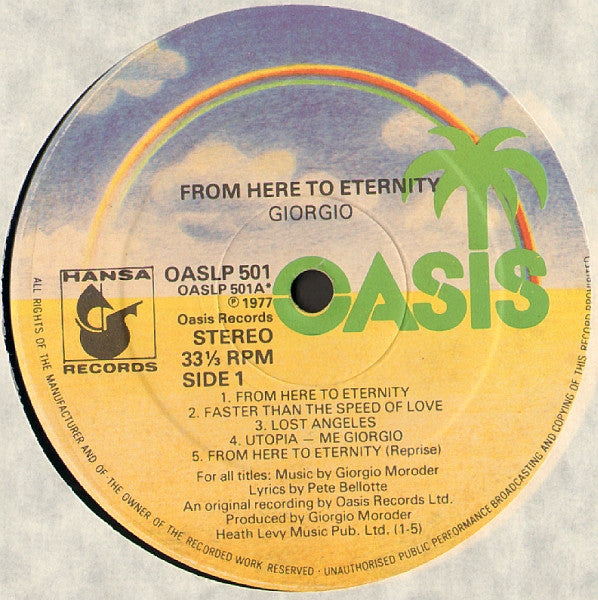 FROM HERE TO ETERNITY
GIORGIO
OASIS
HANSA
RECORDS
OASLP 501
OASLP 501A*
℗ 1977
Oasis Records
STEREO
33⅓ RPM
SIDE 1
1. FROM HERE TO ETERNITY
2. FASTER THAN THE SPEED OF LOVE
3. LOST ANGELES
4. UTOPIA — ME GIORGIO
5. FROM HERE TO ETERNITY (Reprise)
For all titles: Music by Giorgio Moroder
Lyrics by Pete Bellotte
An original recording by Oasis Records Ltd.
Produced by Giorgio Moroder
Heath Levy Music Pub. Ltd. (1-5)
ALL RIGHTS OF THE MANUFACTURER AND OF THE OWNER OF THE RECORDED WORK RESERVED · UNAUTHORISED PUBLIC PERFORMANCE BROADCASTING AND COPYING OF THIS RECORD PROHIBITED